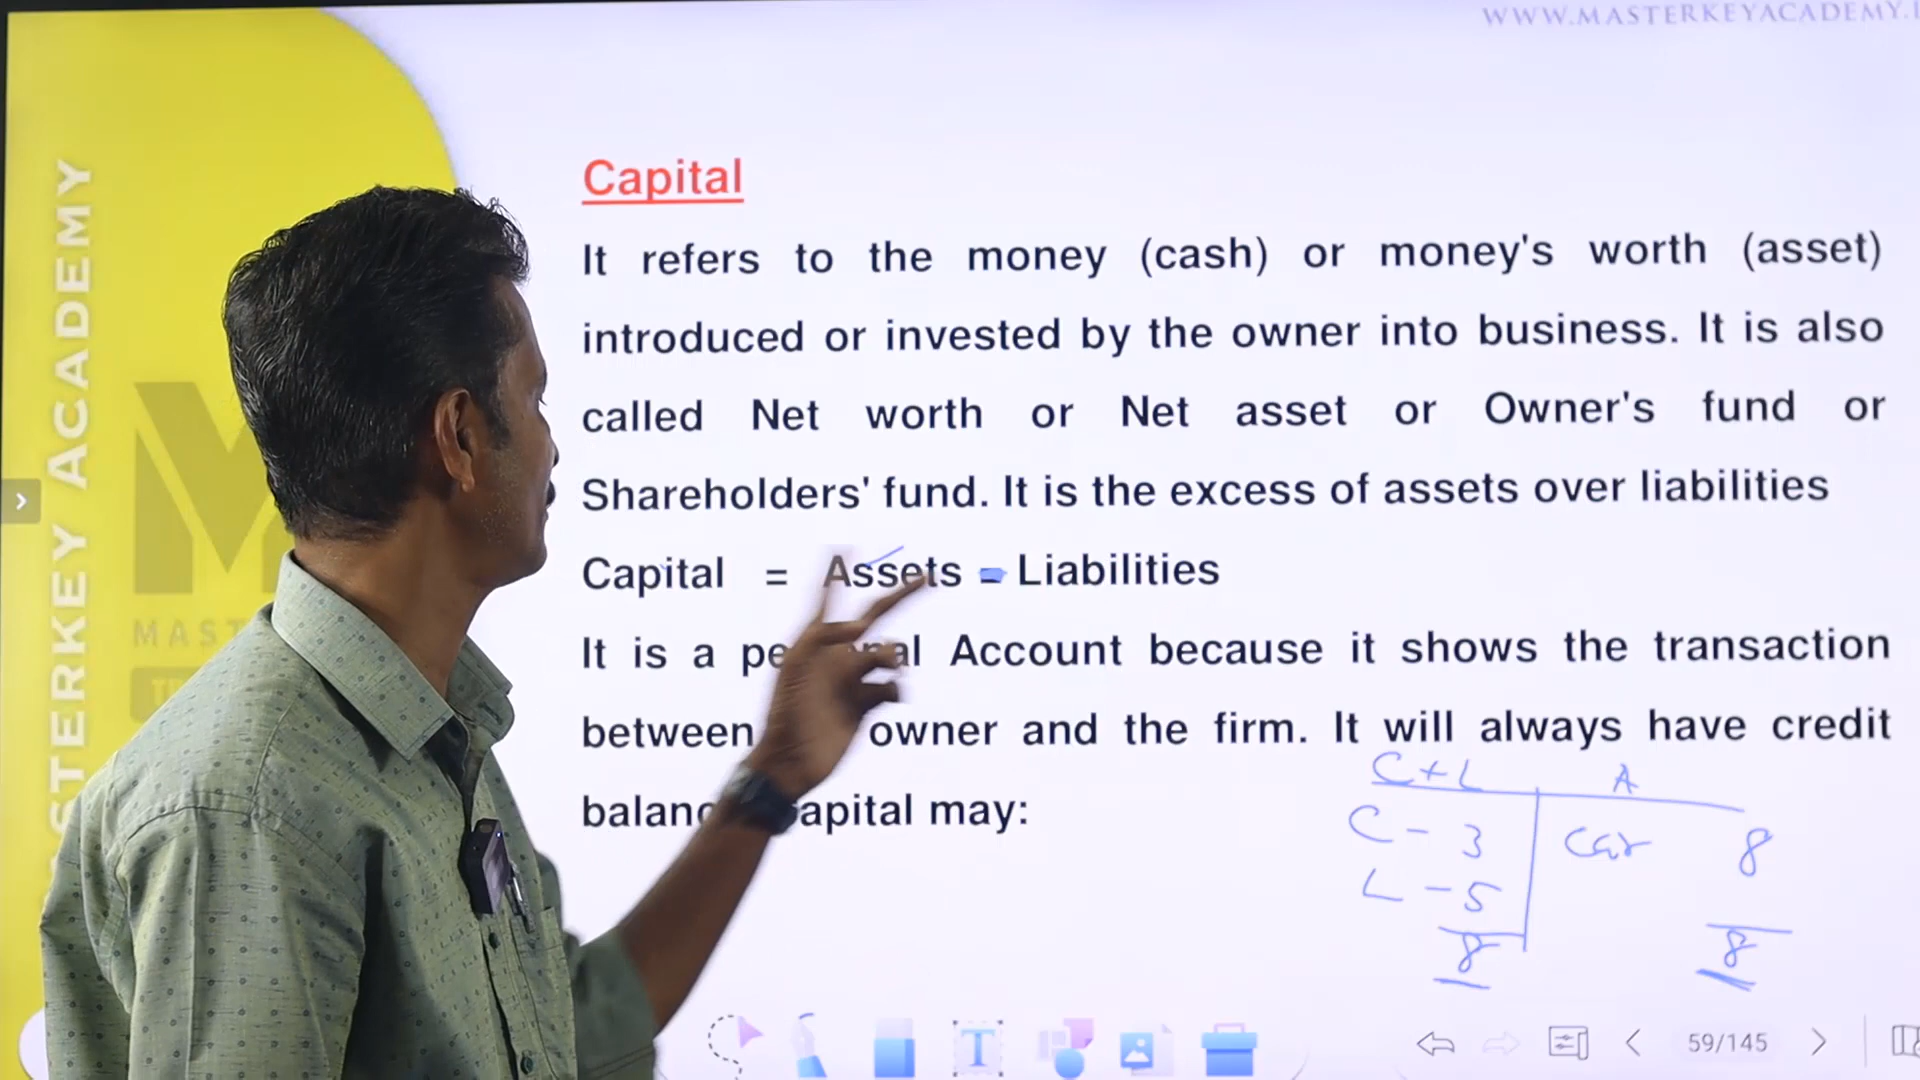 WWW.MASTERKEYACADEMY.I
MASTERKEY ACADEMY
MAST
Capital
It refers to the money (cash) or money's worth (asset)
introduced or invested by the owner into business. It is also
called Net worth or Net asset or Owner's fund or
Shareholders' fund. It is the excess of assets over liabilities
Capital = Assets - Liabilities
It is a pe nal Account because it shows the transaction
between owner and the firm. It will always have credit
balanc apital may:
C+L A
C - 3 Car 8
L - 5
8 8
59/145